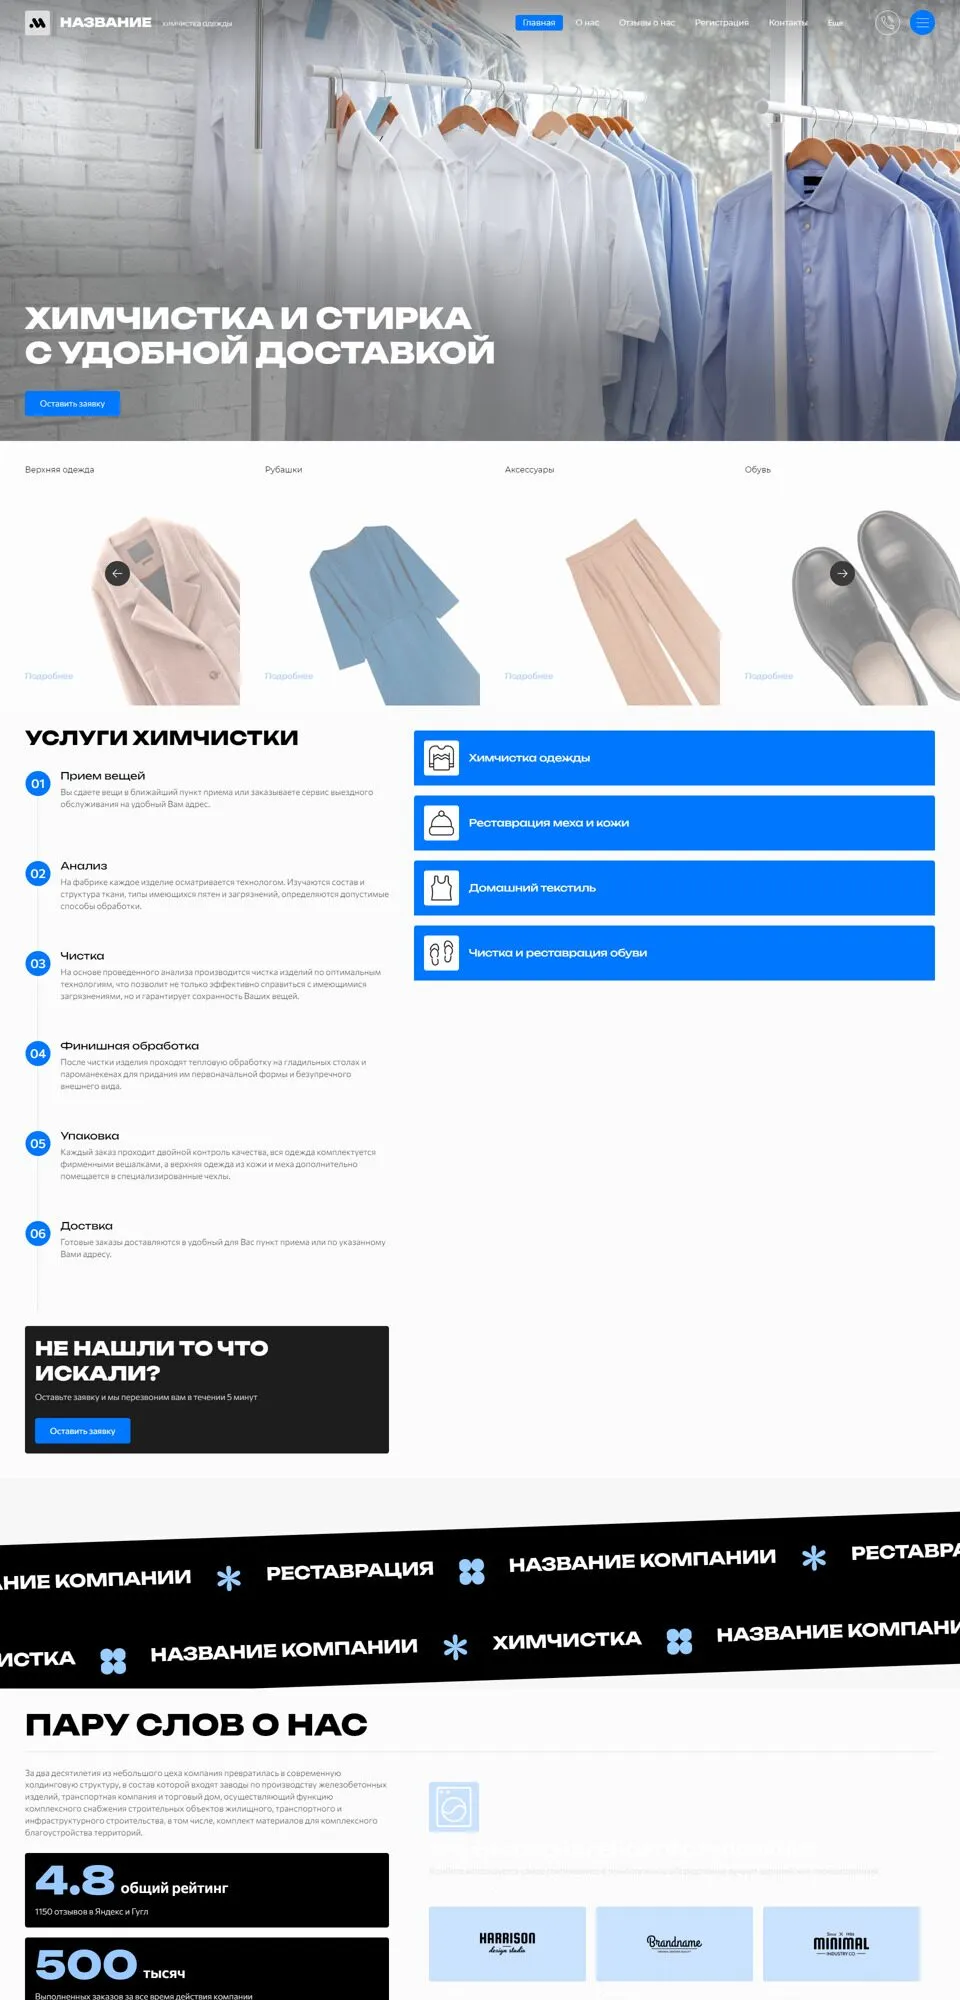 НАЗВАНИЕ
химчистка одежды
Главная
О нас
Отзывы о нас
Регистрация
Контакты
Еще
ХИМЧИСТКА И СТИРКА
С УДОБНОЙ ДОСТАВКОЙ
Оставить заявку
Верхняя одежда
Рубашки
Аксессуары
Обувь
Подробнее
Подробнее
Подробнее
Подробнее
УСЛУГИ ХИМЧИСТКИ
01
Прием вещей
Вы сдаете вещи в ближайший пункт приема или заказываете сервис выездного
обслуживания на удобный Вам адрес.
02
Анализ
На фабрике каждое изделие осматривается технологом. Изучаются состав и
структура ткани, типы имеющихся пятен и загрязнений, определяются допустимые
способы обработки.
03
Чистка
На основе проведенного анализа производится чистка изделий по оптимальным
технологиям, что позволит не только эффективно справиться с имеющимися
загрязнениями, но и гарантирует сохранность Ваших вещей.
04
Финишная обработка
После чистки изделия проходят тепловую обработку на гладильных столах и
пароманекенах для придания им первоначальной формы и безупречного
внешнего вида.
05
Упаковка
Каждый заказ проходит двойной контроль качества, вся одежда комплектуется
фирменными вешалками, а верхняя одежда из кожи и меха дополнительно
помещается в специализированные чехлы.
06
Доствка
Готовые заказы доставляются в удобный для Вас пункт приема или по указанному
Вами адресу.
Химчистка одежды
Реставрация меха и кожи
Домашний текстиль
Чистка и реставрация обуви
НЕ НАШЛИ ТО ЧТО
ИСКАЛИ?
Оставьте заявку и мы перезвоним вам в течении 5 минут
Оставить заявку
АНИЕ КОМПАНИИ РЕСТАВРАЦИЯ НАЗВАНИЕ КОМПАНИИ РЕСТАВРА
ИСТКА НАЗВАНИЕ КОМПАНИИ ХИМЧИСТКА НАЗВАНИЕ КОМПАНИ
ПАРУ СЛОВ О НАС
За два десятилетия из небольшого цеха компания превратилась в современную
холдинговую структуру, в состав которой входят заводы по производству железобетонных
изделий, транспортная компания и торговый дом, осуществляющий функцию
комплексного снабжения строительных объектов жилищного, транспортного и
инфраструктурного строительства, в том числе, комплект материалов для комплексного
благоустройства территорий.
4.8 общий рейтинг
1150 отзывов в Яндекс и Гугл
500 тысяч
Выполненных заказов за все время действия компании
HARRISON
design studio
Brandname
Since 1986
MINIMAL
INDUSTRY CO.